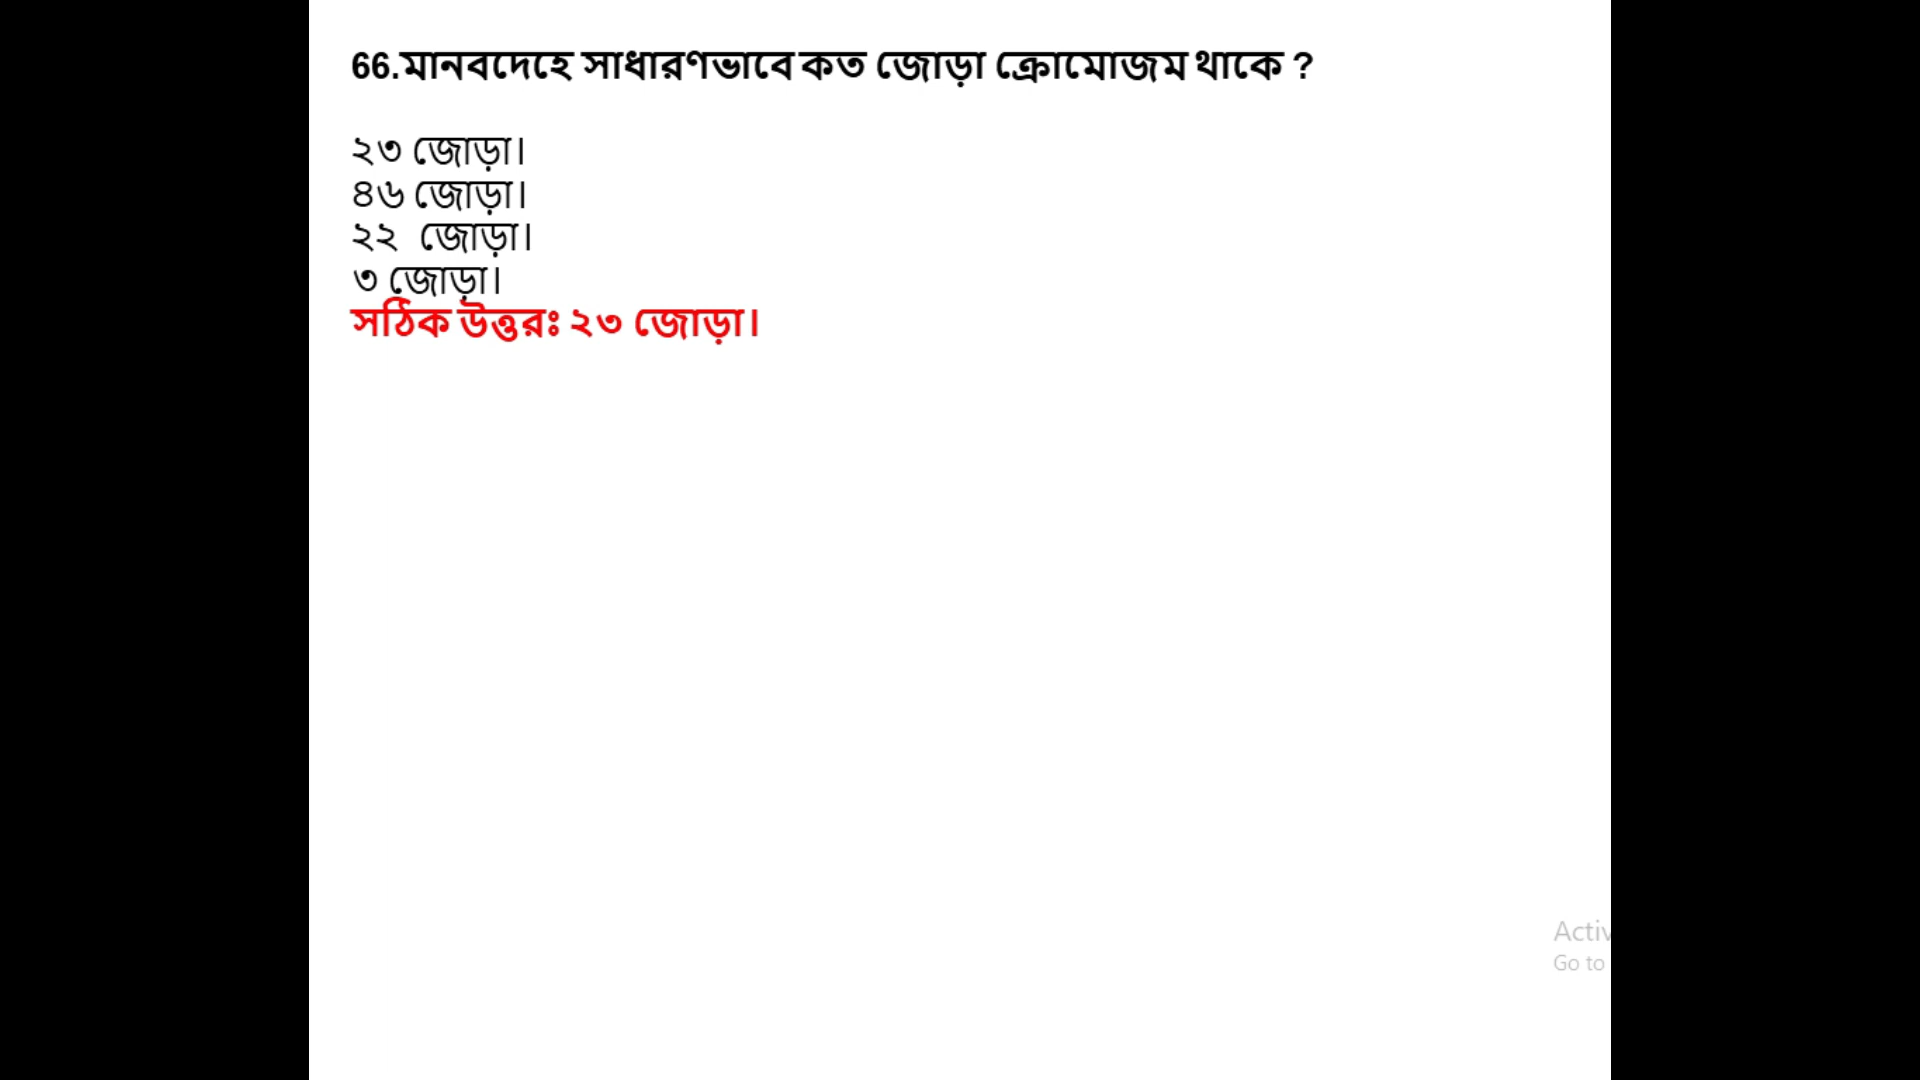 66.মানবদেহে সাধারণভাবে কত জোড়া ক্রোমোজম থাকে ?
২৩ জোড়া।
৪৬ জোড়া।
২২ জোড়া।
৩ জোড়া।
সঠিক উত্তরঃ ২৩ জোড়া।
Activ
Go to